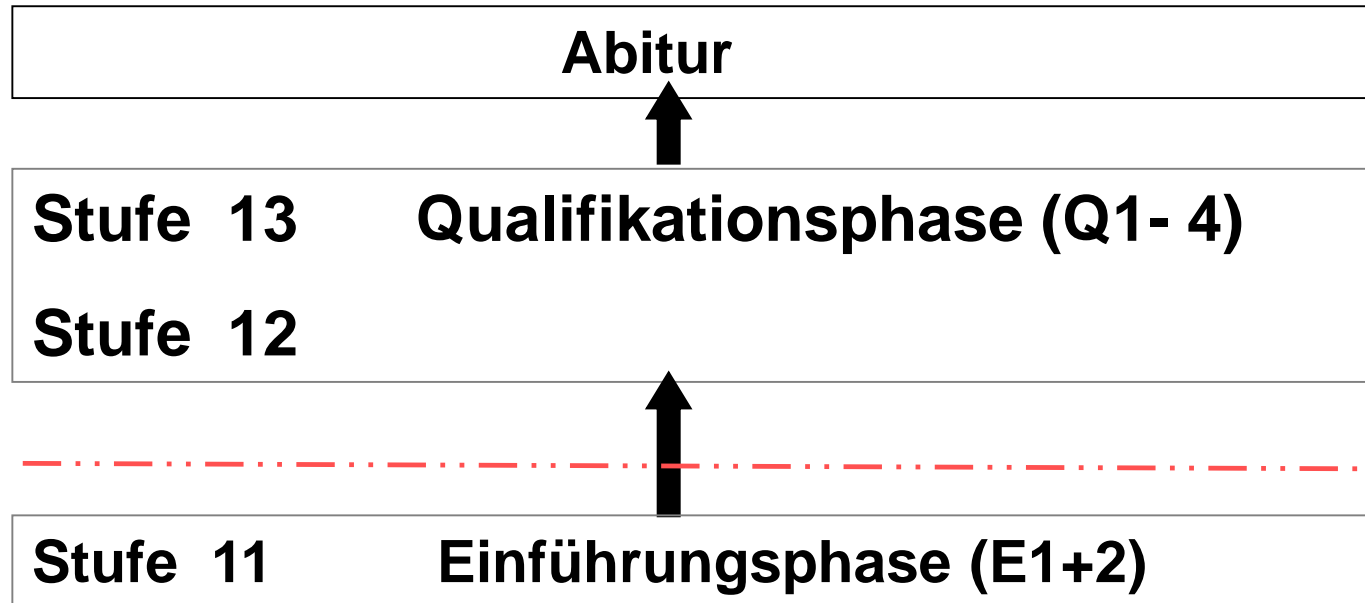 Abitur
Stufe 13 Qualifikationsphase (Q1- 4)
Stufe 12
Stufe 11 Einführungsphase (E1+2)